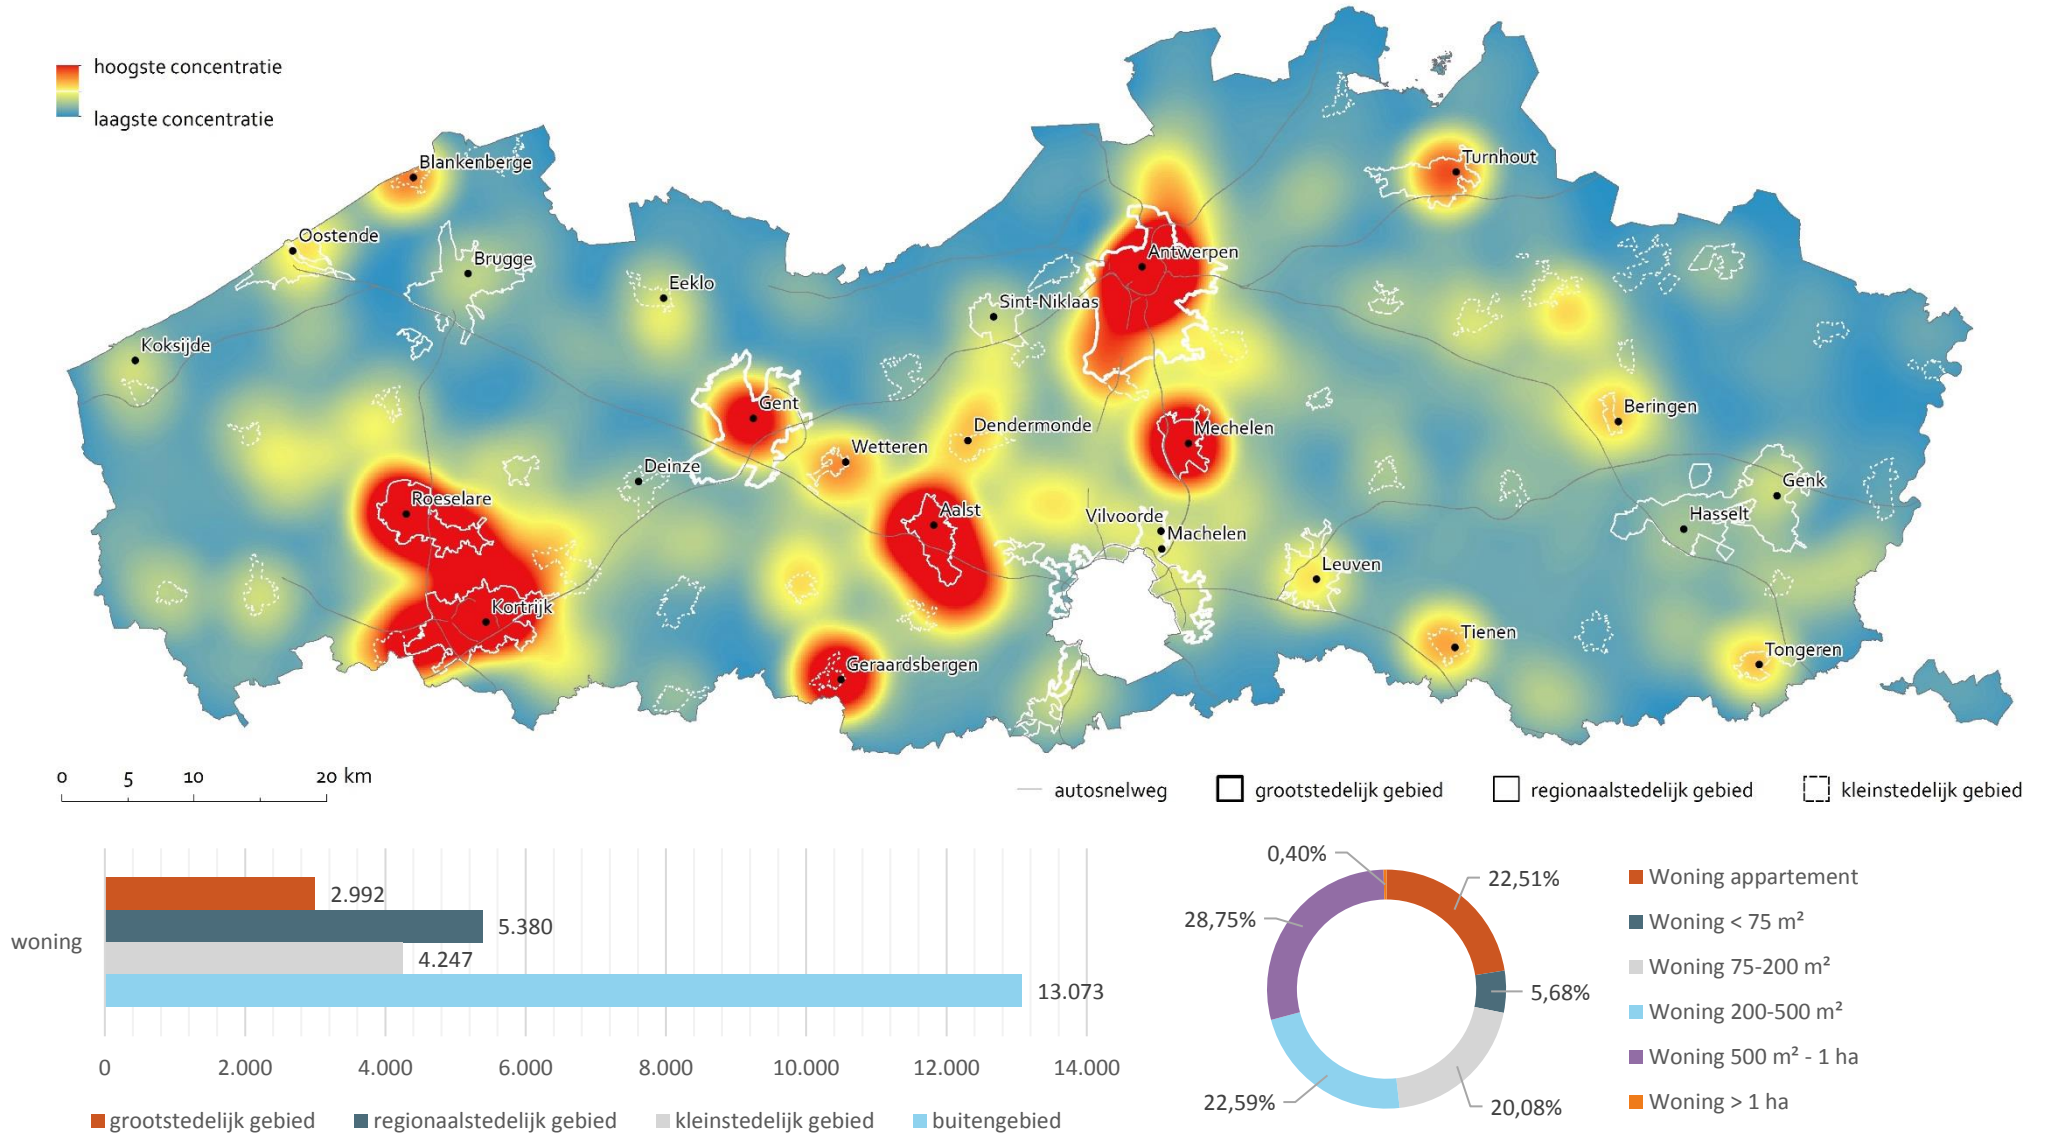 hoogste concentratie
laagste concentratie
Blankenberge
Turnhout
Oostende
Brugge
Antwerpen
Eeklo
Sint-Niklaas
Koksijde
Gent
Beringen
Dendermonde
Mechelen
Wetteren
Deinze
Genk
Roeselare
Aalst
Hasselt
Vilvoorde
Machelen
Leuven
Kortrijk
Tienen
Tongeren
Geraardsbergen
0 5 10 20 km
autosnelweg grootstedelijk gebied regionaalstedelijk gebied kleinstedelijk gebied
2.992
5.380
woning
4.247
13.073
0 2.000 4.000 6.000 8.000 10.000 12.000 14.000
grootstedelijk gebied regionaalstedelijk gebied kleinstedelijk gebied buitengebied
0,40%
22,51%
28,75%
5,68%
22,59%
20,08%
Woning appartement
Woning < 75 m²
Woning 75-200 m²
Woning 200-500 m²
Woning 500 m² - 1 ha
Woning > 1 ha